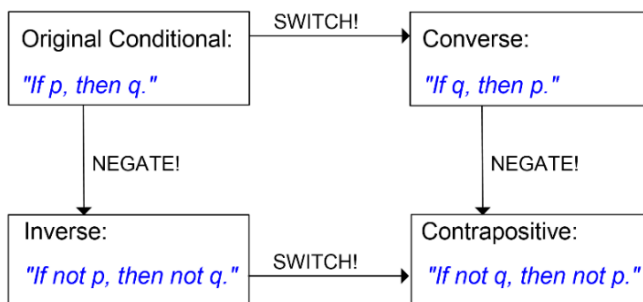 Original Conditional:
"If p, then q."
SWITCH!
Converse:
"If q, then p."
NEGATE!
NEGATE!
Inverse:
"If not p, then not q."
SWITCH!
Contrapositive:
"If not q, then not p."